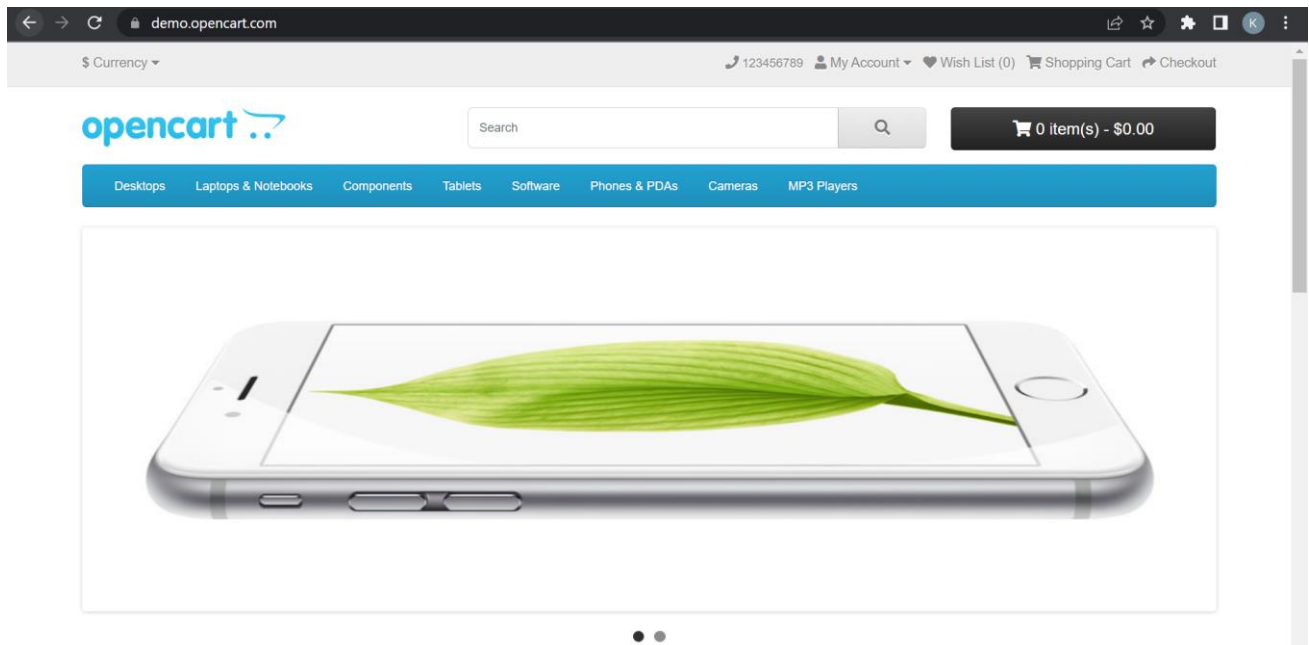 demo.opencart.com
K
$ Currency
123456789 My Account Wish List (0) Shopping Cart Checkout
opencart
Search
0 item(s) - $0.00
Desktops Laptops & Notebooks Components Tablets Software Phones & PDAs Cameras MP3 Players